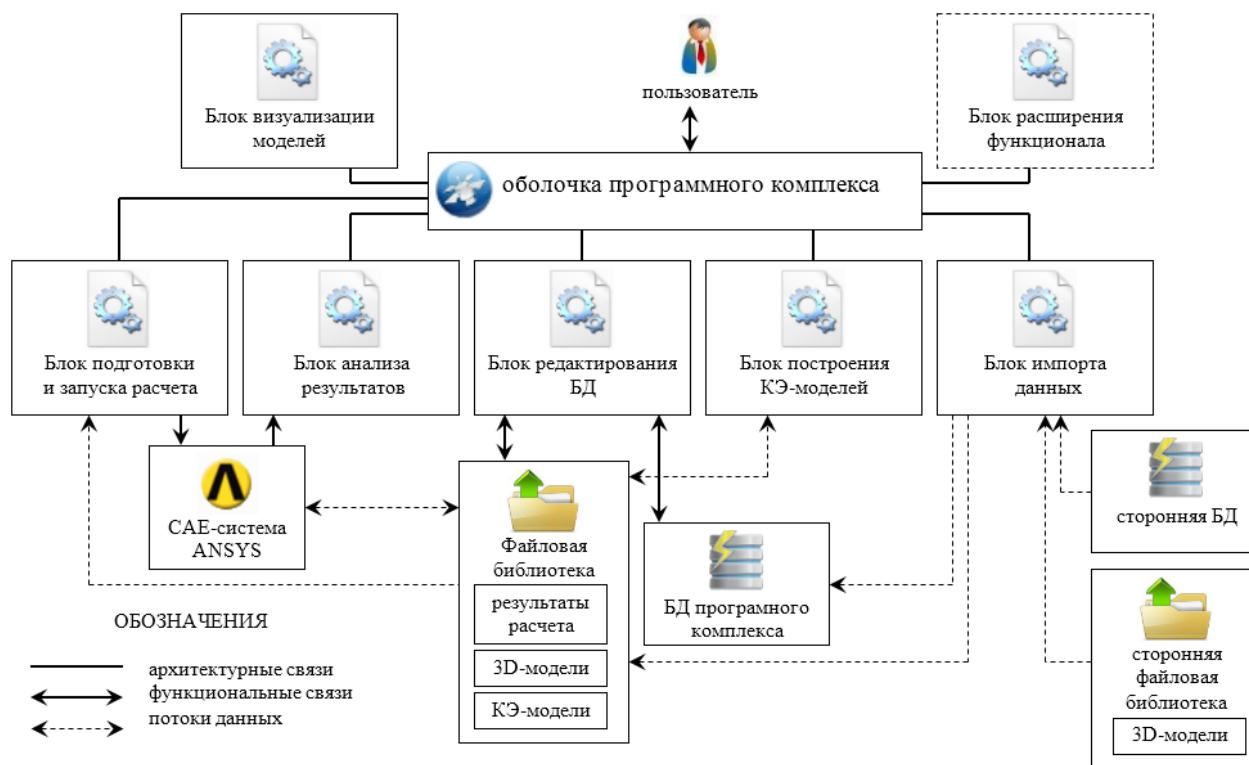 пользователь
Блок визуализации
моделей
Блок расширения
функционала
оболочка программного комплекса
Блок подготовки
и запуска расчета
Блок анализа
результатов
Блок редактирования
БД
Блок построения
КЭ-моделей
Блок импорта
данных
САЕ-система
ANSYS
Файловая
библиотека
результаты
расчета
3D-модели
КЭ-модели
БД програмного
комплекса
сторонняя БД
сторонняя
файловая
библиотека
3D-модели
ОБОЗНАЧЕНИЯ
архитектурные связи
функциональные связи
потоки данных